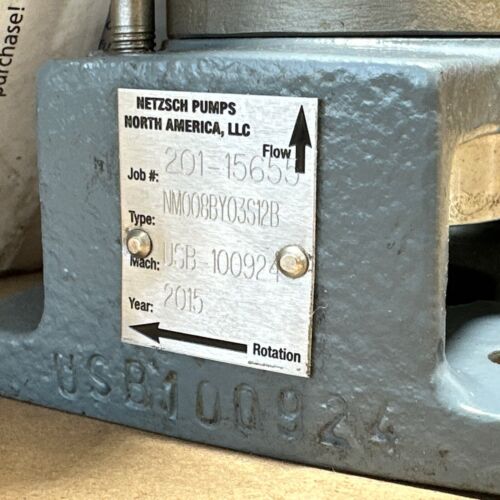 purchase!
NETZSCH PUMPS
NORTH AMERICA, LLC
Flow
Job #: 201-15655
Type: NM008BY03S12B
Mach: USB-100924
Year: 2015
Rotation
USB100924